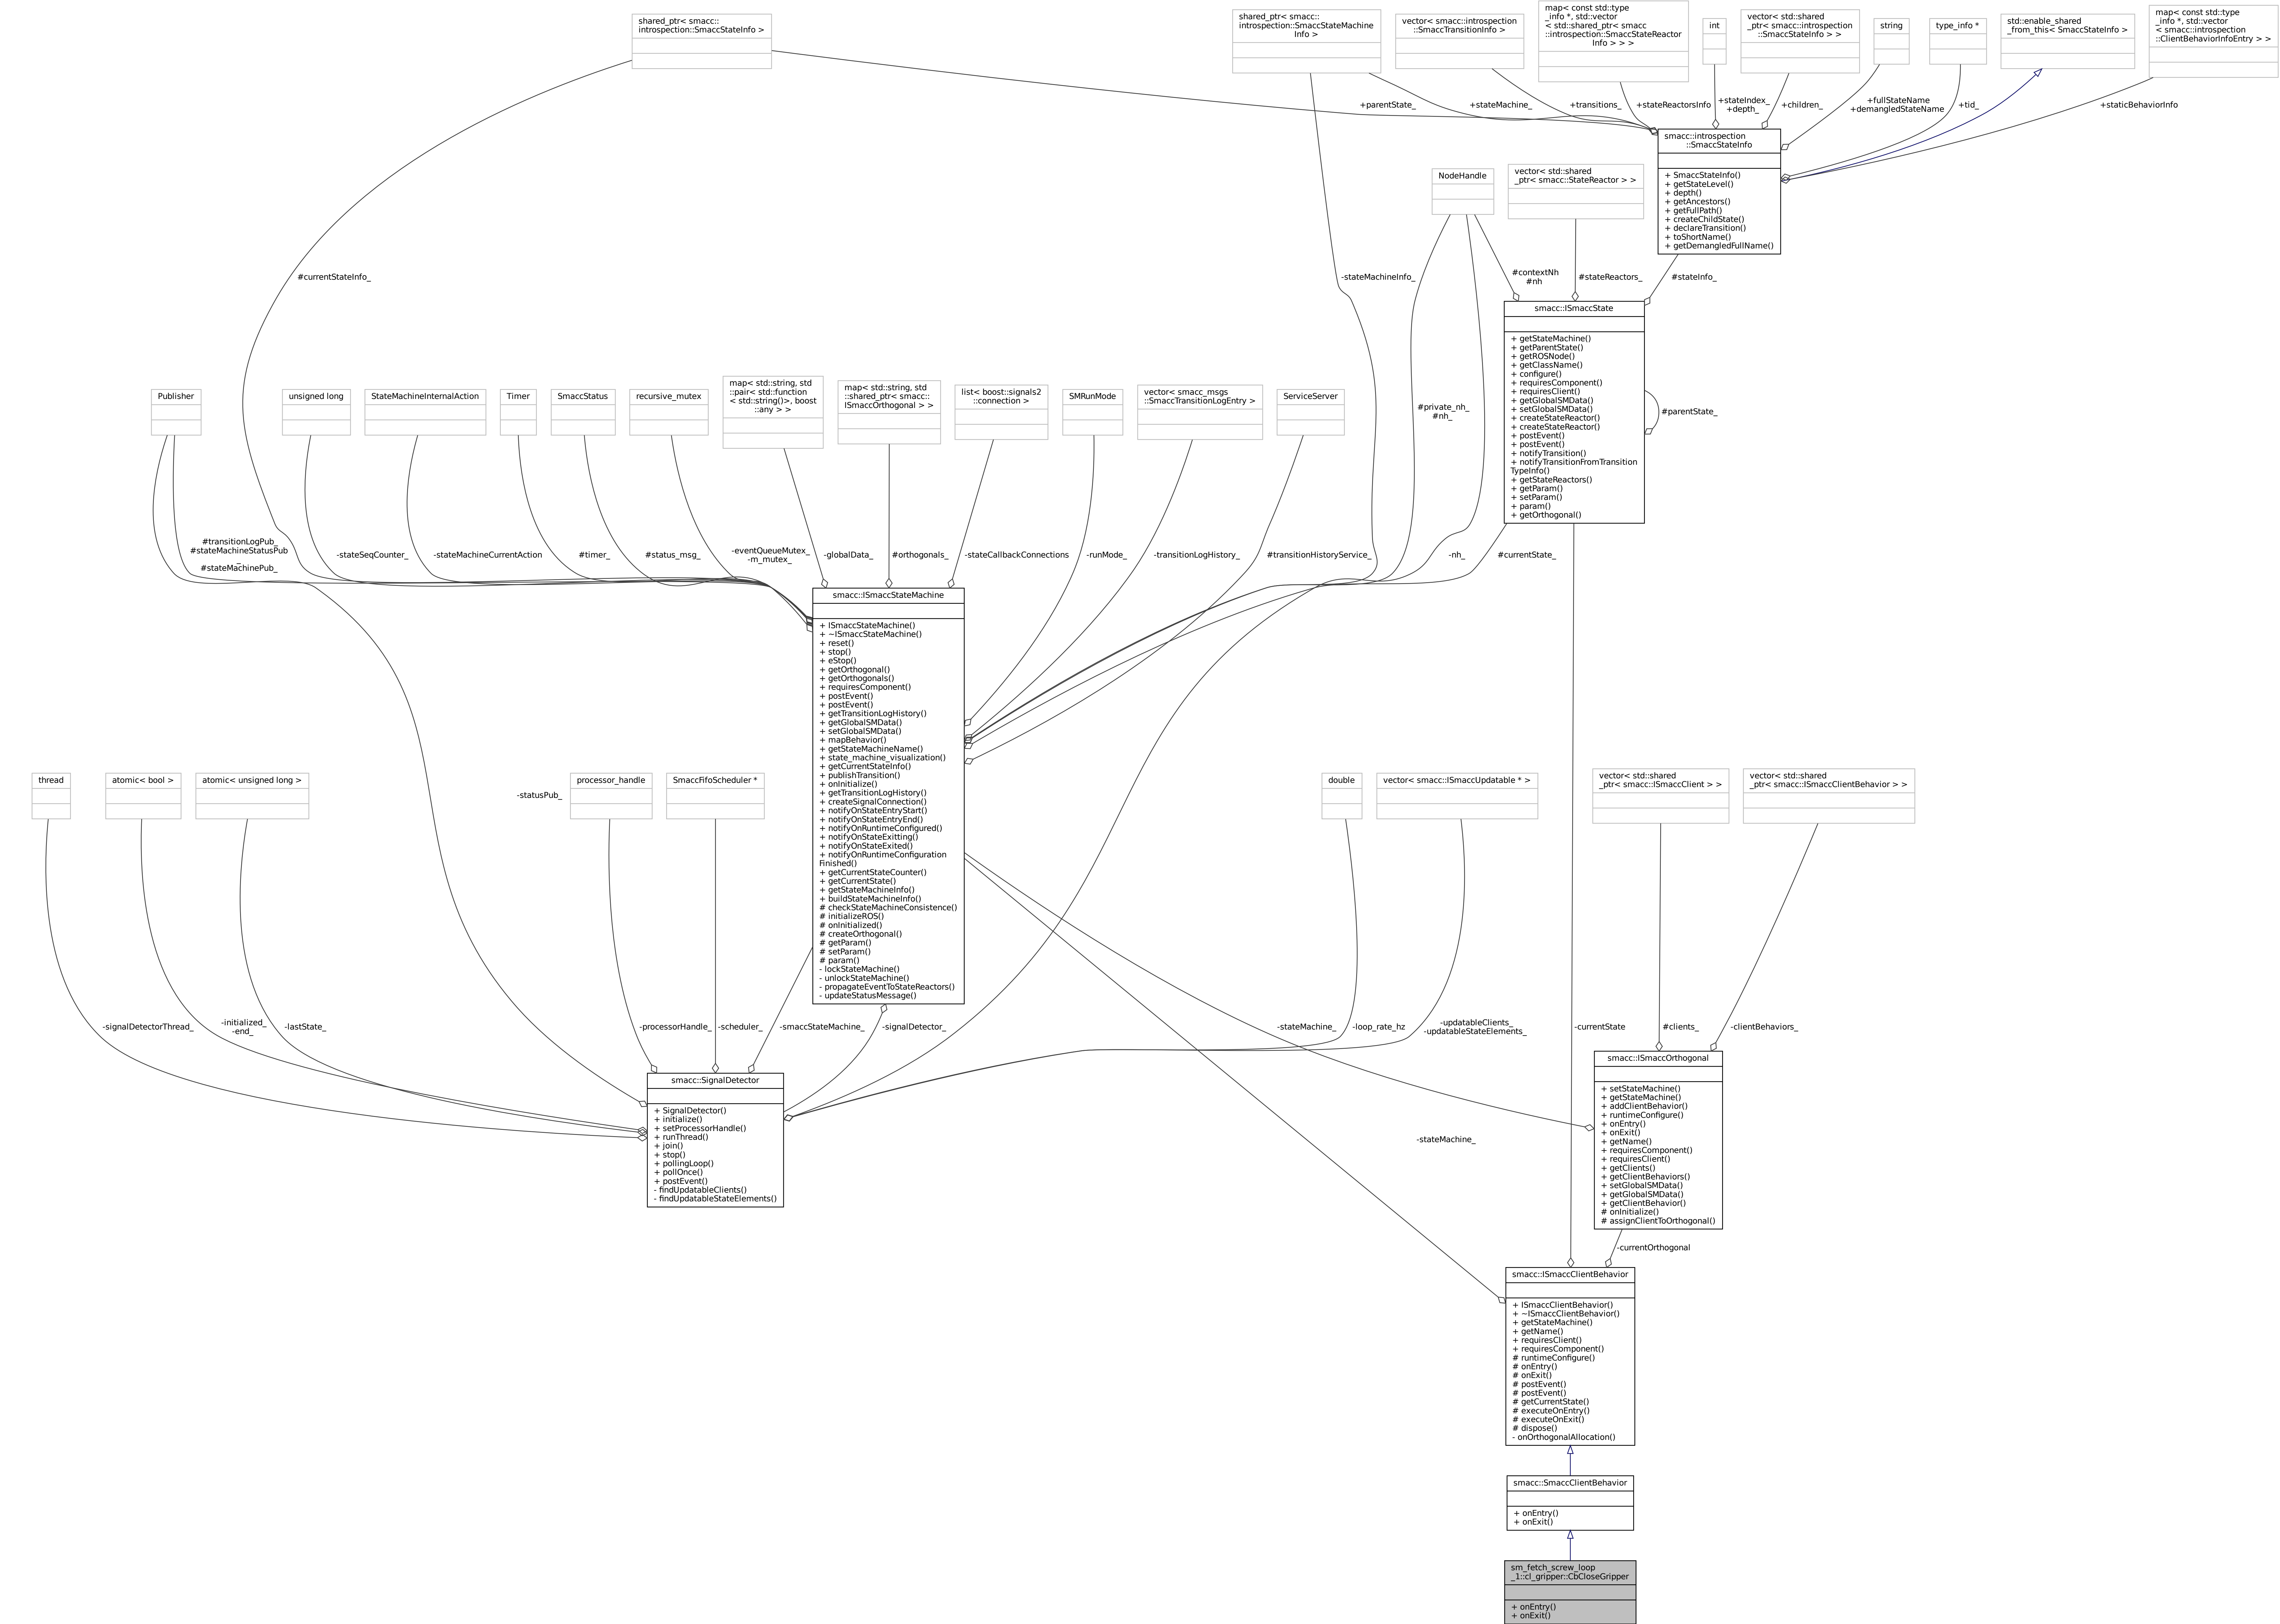 shared_ptr< smacc::
introspection::SmaccStateInfo >
shared_ptr< smacc::
introspection::SmaccStateMachine
Info >
vector< smacc::introspection
::SmaccTransitionInfo >
map< const std::type
_info *, std::vector
< std::shared_ptr< smacc
::introspection::SmaccStateReactor
Info > > >
int
vector< std::shared
_ptr< smacc::introspection
::SmaccStateInfo > >
string
type_info *
std::enable_shared
_from_this< SmaccStateInfo >
map< const std::type
_info *, std::vector
< smacc::introspection
::ClientBehaviorInfoEntry > >
+parentState_
+stateMachine_
+transitions_
+stateReactorsInfo
+stateIndex_
+depth_
+children_
+fullStateName
+demangledStateName
+tid_
+staticBehaviorInfo
smacc::introspection
::SmaccStateInfo
+ SmaccStateInfo()
+ getStateLevel()
+ depth()
+ getAncestors()
+ getFullPath()
+ createChildState()
+ declareTransition()
+ toShortName()
+ getDemangledFullName()
NodeHandle
vector< std::shared
_ptr< smacc::StateReactor > >
#currentStateInfo_
-stateMachineInfo_
#contextNh
#nh
#stateReactors_
#stateInfo_
smacc::ISmaccState
+ getStateMachine()
+ getParentState()
+ getROSNode()
+ getClassName()
+ configure()
+ requiresComponent()
+ requiresClient()
+ getGlobalSMData()
+ setGlobalSMData()
+ createStateReactor()
+ createStateReactor()
+ postEvent()
+ postEvent()
+ notifyTransition()
+ notifyTransitionFromTransition
TypeInfo()
+ getStateReactors()
+ getParam()
+ setParam()
+ param()
+ getOrthogonal()
#parentState_
Publisher
unsigned long
StateMachineInternalAction
Timer
SmaccStatus
recursive_mutex
map< std::string, std
::pair< std::function
< std::string()>, boost
::any > >
map< std::string, std
::shared_ptr< smacc::
ISmaccOrthogonal > >
list< boost::signals2
::connection >
SMRunMode
vector< smacc_msgs
::SmaccTransitionLogEntry >
ServiceServer
#private_nh_
#nh_
#transitionLogPub_
#stateMachineStatusPub
_
#stateMachinePub_
-stateSeqCounter_
-stateMachineCurrentAction
#timer_
#status_msg_
-eventQueueMutex_
-m_mutex_
-globalData_
#orthogonals_
-stateCallbackConnections
-runMode_
-transitionLogHistory_
#transitionHistoryService_
-nh_
#currentState_
smacc::ISmaccStateMachine
+ ISmaccStateMachine()
+ ~ISmaccStateMachine()
+ reset()
+ stop()
+ eStop()
+ getOrthogonal()
+ getOrthogonals()
+ requiresComponent()
+ postEvent()
+ postEvent()
+ getTransitionLogHistory()
+ getGlobalSMData()
+ setGlobalSMData()
+ mapBehavior()
+ getStateMachineName()
+ state_machine_visualization()
+ getCurrentStateInfo()
+ publishTransition()
+ onInitialize()
+ getTransitionLogHistory()
+ createSignalConnection()
+ notifyOnStateEntryStart()
+ notifyOnStateEntryEnd()
+ notifyOnRuntimeConfigured()
+ notifyOnStateExitting()
+ notifyOnStateExited()
+ notifyOnRuntimeConfiguration
Finished()
+ getCurrentStateCounter()
+ getCurrentState()
+ getStateMachineInfo()
+ buildStateMachineInfo()
# checkStateMachineConsistence()
# initializeROS()
# onInitialized()
# createOrthogonal()
# getParam()
# setParam()
# param()
- lockStateMachine()
- unlockStateMachine()
- propagateEventToStateReactors()
- updateStatusMessage()
thread
atomic< bool >
atomic< unsigned long >
-statusPub_
processor_handle
SmaccFifoScheduler *
double
vector< smacc::ISmaccUpdatable * >
vector< std::shared
_ptr< smacc::ISmaccClient > >
vector< std::shared
_ptr< smacc::ISmaccClientBehavior > >
-signalDetectorThread_
-initialized_
-end_
-lastState_
-processorHandle_
-scheduler_
-smaccStateMachine_
-signalDetector_
-stateMachine_
-loop_rate_hz
-updatableClients_
-updatableStateElements_
-currentState
#clients_
-clientBehaviors_
smacc::SignalDetector
+ SignalDetector()
+ initialize()
+ setProcessorHandle()
+ runThread()
+ join()
+ stop()
+ pollingLoop()
+ pollOnce()
+ postEvent()
- findUpdatableClients()
- findUpdatableStateElements()
smacc::ISmaccOrthogonal
+ setStateMachine()
+ getStateMachine()
+ addClientBehavior()
+ runtimeConfigure()
+ onEntry()
+ onExit()
+ getName()
+ requiresComponent()
+ requiresClient()
+ getClients()
+ getClientBehaviors()
+ setGlobalSMData()
+ getGlobalSMData()
+ getClientBehavior()
# onInitialize()
# assignClientToOrthogonal()
-stateMachine_
-currentOrthogonal
smacc::ISmaccClientBehavior
+ ISmaccClientBehavior()
+ ~ISmaccClientBehavior()
+ getStateMachine()
+ getName()
+ requiresClient()
+ requiresComponent()
# runtimeConfigure()
# onEntry()
# onExit()
# postEvent()
# postEvent()
# getCurrentState()
# executeOnEntry()
# executeOnExit()
# dispose()
- onOrthogonalAllocation()
smacc::SmaccClientBehavior
+ onEntry()
+ onExit()
sm_fetch_screw_loop
_1::cl_gripper::CbCloseGripper
+ onEntry()
+ onExit()